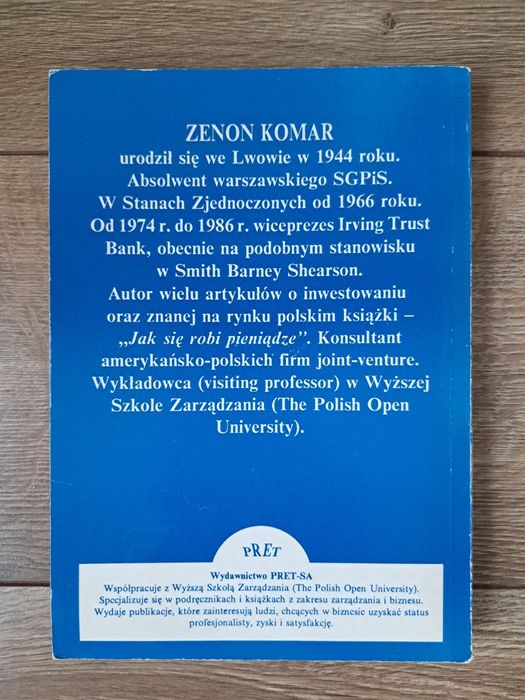 ZENON KOMAR
urodził się we Lwowie w 1944 roku.
Absolwent warszawskiego SGPiS.
W Stanach Zjednoczonych od 1966 roku.
Od 1974 r. do 1986 r. wiceprezes Irving Trust
Bank, obecnie na podobnym stanowisku
w Smith Barney Shearson.
Autor wielu artykułów o inwestowaniu
oraz znanej na rynku polskim książki –
„Jak się robi pieniądze”. Konsultant
amerykańsko-polskich firm joint-venture.
Wykładowca (visiting professor) w Wyższej
Szkole Zarządzania (The Polish Open
University).
PRET
Wydawnictwo PRET-SA
Współpracuje z Wyższą Szkołą Zarządzania (The Polish Open University).
Specjalizuje się w podręcznikach i książkach z zakresu zarządzania i biznesu.
Wydaje publikacje, które zainteresują ludzi, chcących w biznesie uzyskać status
profesjonalisty, zyski i satysfakcję.